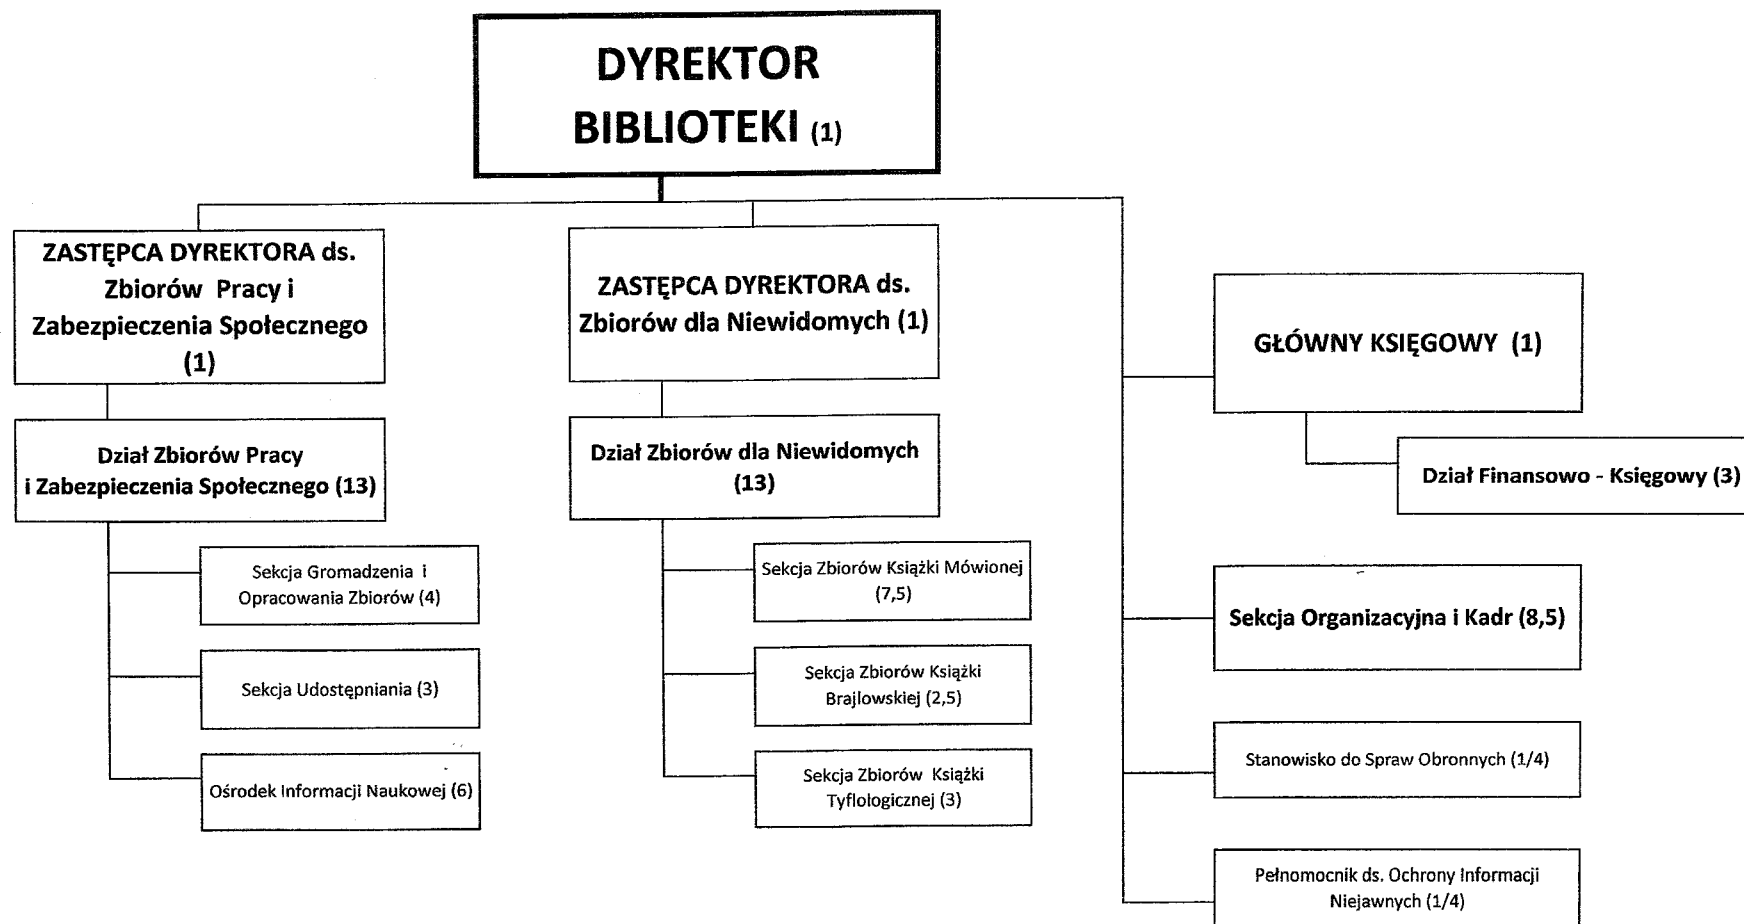 DYREKTOR
BIBLIOTEKI (1)
ZASTĘPCA DYREKTORA ds.
Zbiorów Pracy i
Zabezpieczenia Społecznego
(1)
Dział Zbiorów Pracy
i Zabezpieczenia Społecznego (13)
Sekcja Gromadzenia i
Opracowania Zbiorów (4)
Sekcja Udostępniania (3)
Ośrodek Informacji Naukowej (6)
ZASTĘPCA DYREKTORA ds.
Zbiorów dla Niewidomych (1)
Dział Zbiorów dla Niewidomych
(13)
Sekcja Zbiorów Książki Mówionej
(7,5)
Sekcja Zbiorów Książki
Brajlowskiej (2,5)
Sekcja Zbiorów Książki
Tyflologicznej (3)
GŁÓWNY KSIĘGOWY (1)
Dział Finansowo - Księgowy (3)
Sekcja Organizacyjna i Kadr (8,5)
Stanowisko do Spraw Obronnych (1/4)
Pełnomocnik ds. Ochrony Informacji
Niejawnych (1/4)